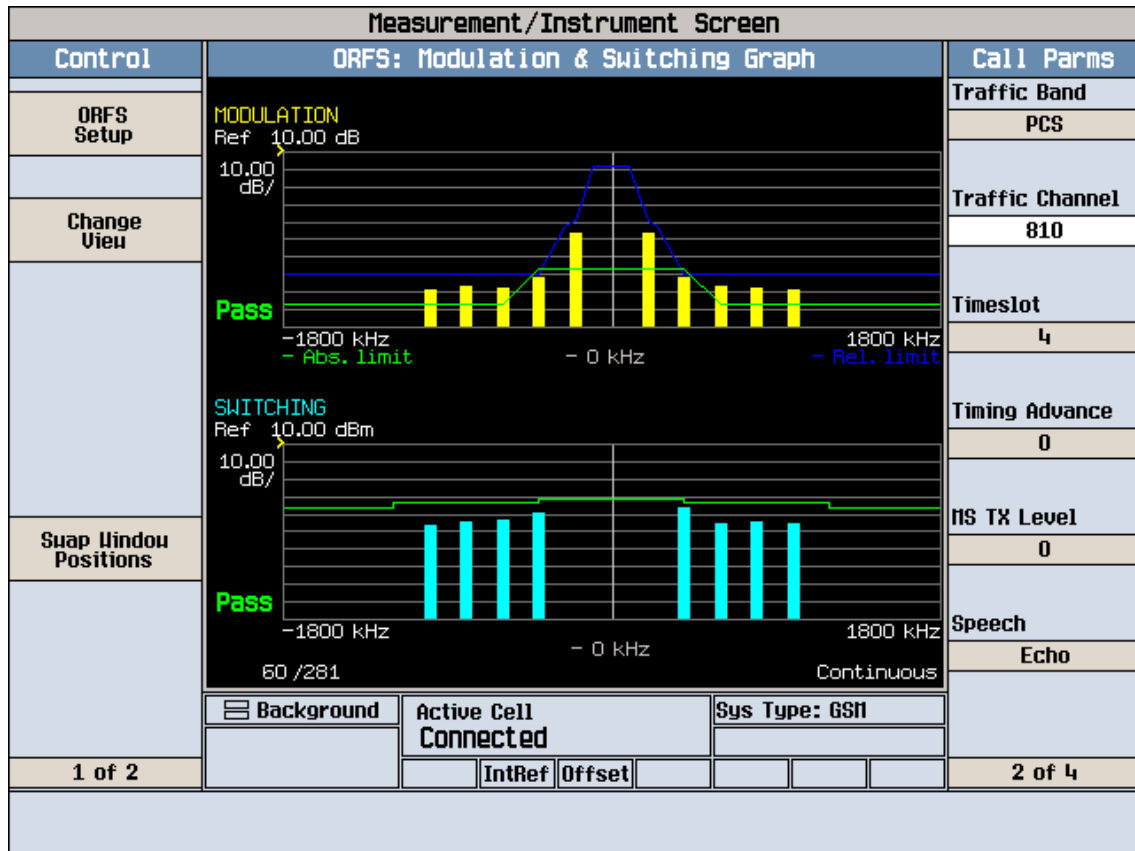 Measurement/Instrument Screen
Control
ORFS: Modulation & Switching Graph
Call Parms
ORFS
Setup
Change
View
Swap Window
Positions
1 of 2
MODULATION
Ref 10.00 dB
10.00
dB/
Pass
-1800 kHz
1800 kHz
- Abs. limit
- 0 kHz
- Rel. limit
SWITCHING
Ref 10.00 dBm
10.00
dB/
Pass
-1800 kHz
1800 kHz
- 0 kHz
60 /281
Continuous
Background
Active Cell
Connected
Sys Type: GSM
IntRef
Offset
Traffic Band
PCS
Traffic Channel
810
Timeslot
4
Timing Advance
0
MS TX Level
0
Speech
Echo
2 of 4